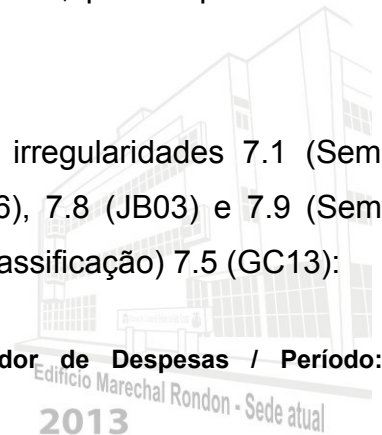 irregularidades 7.1 (Sem
6), 7.8 (JB03) e 7.9 (Sem
assificação) 7.5 (GC13):
dor de Despesas / Período:
Edifício Marechal Rondon - Sede atual
2013